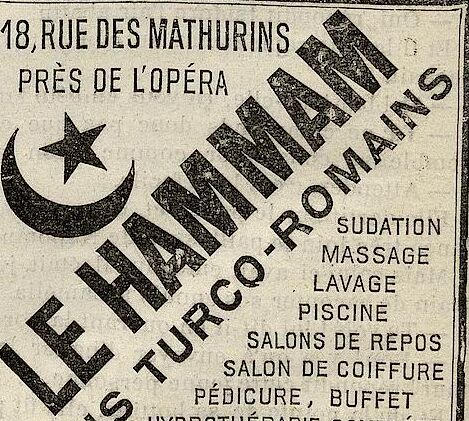 18, RUE DES MATHURINS
PRÈS DE L'OPÉRA
LE HAMMAM
TURCO-ROMAINS
SUDATION
MASSAGE
LAVAGE
PISCINE
SALONS DE REPOS
SALON DE COIFFURE
PÉDICURE, BUFFET